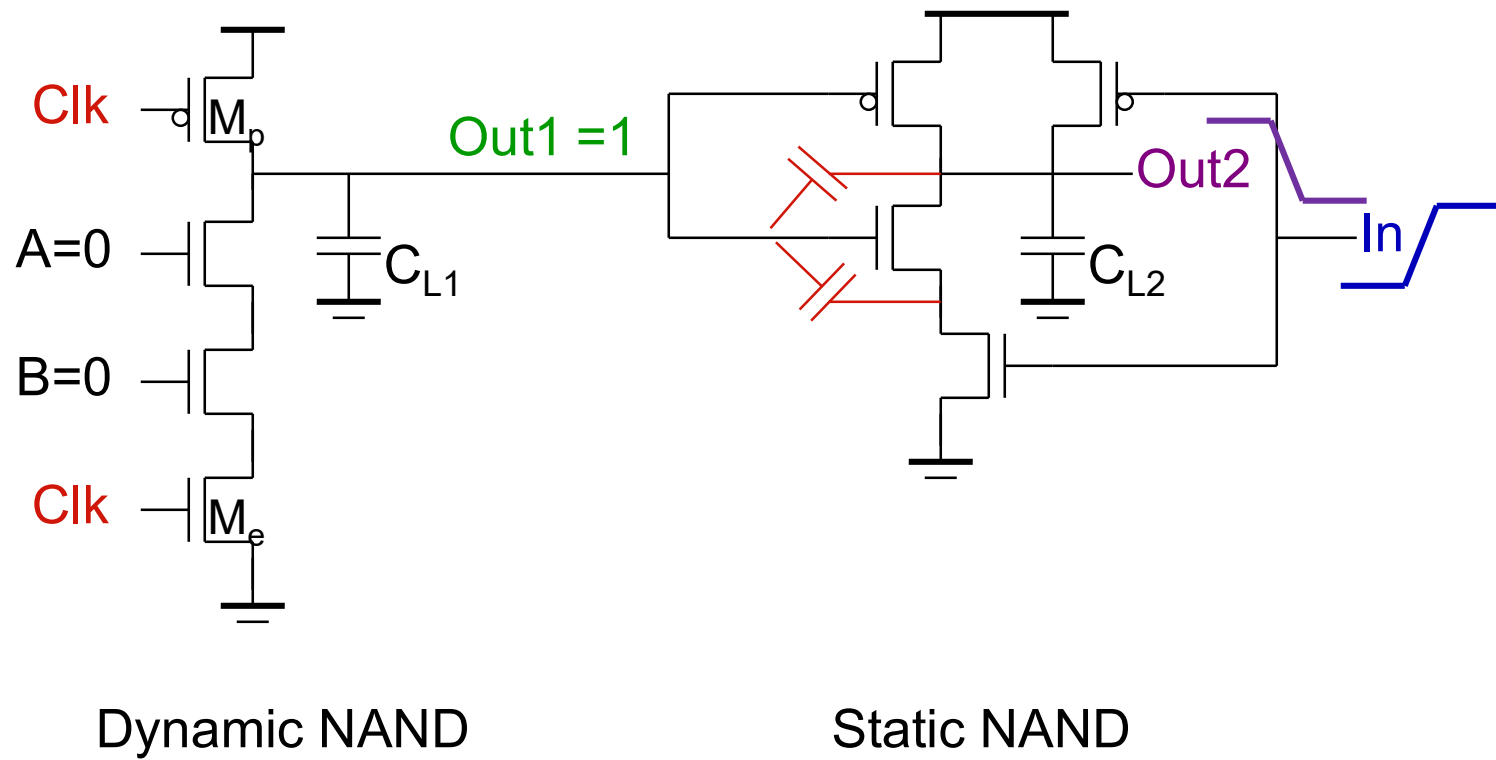 Clk
Mp
Out1 =1
Out2
A=0
CL1
In
CL2
B=0
Clk
Me
Dynamic NAND
Static NAND